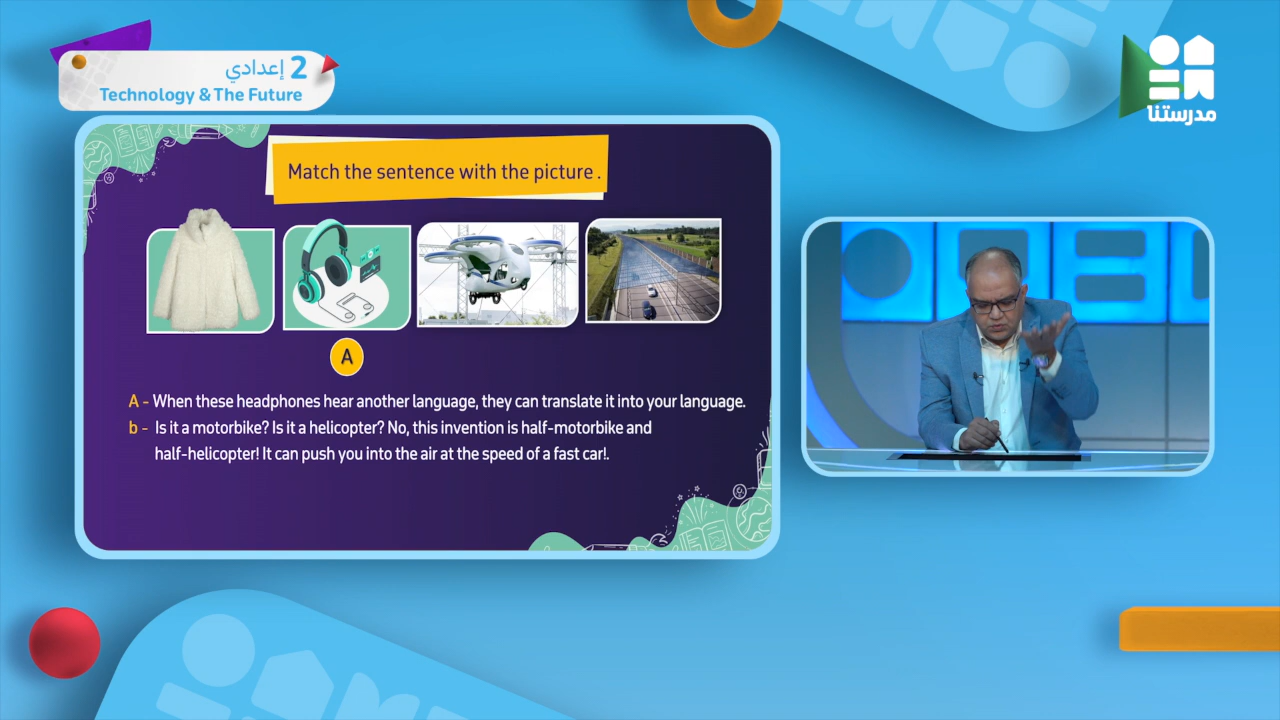 2 إعدادي
Technology & The Future
مدرستنا
Match the sentence with the picture .
A
A - When these headphones hear another language, they can translate it into your language.
b - Is it a motorbike? Is it a helicopter? No, this invention is half-motorbike and
half-helicopter! It can push you into the air at the speed of a fast car!.